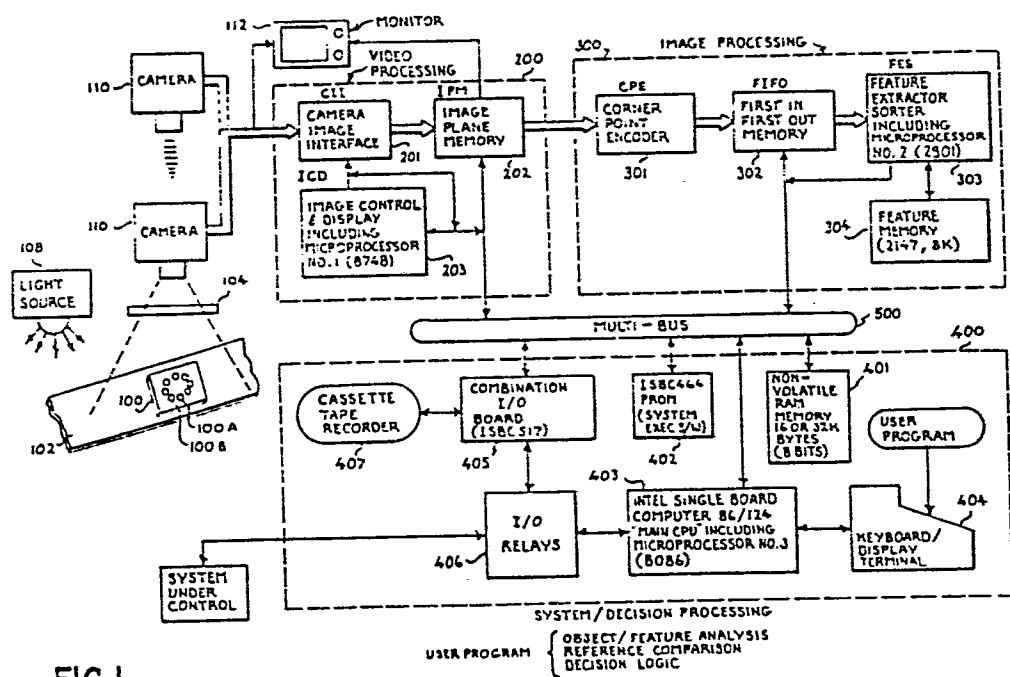 112
MONITOR
VIDEO
PROCESSING
200
110
CAMERA
CII
CAMERA
IMAGE
INTERFACE
201
IPM
IMAGE
PLANE
MEMORY
202
ICD
IMAGE CONTROL
& DISPLAY
INCLUDING
MICROPROCESSOR
NO. 1 (8748)
203
300
IMAGE PROCESSING
CPE
CORNER
POINT
ENCODER
301
FIFO
FIRST IN
FIRST OUT
MEMORY
302
FES
FEATURE
EXTRACTOR
SORTER
INCLUDING
MICROPROCESSOR
NO. 2 (2901)
303
304
FEATURE
MEMORY
(2147, 8K)
110
CAMERA
108
LIGHT
SOURCE
104
100
100A
100B
102
MULTI-BUS
500
400
CASSETTE
TAPE
RECORDER
407
COMBINATION
I/O
BOARD
(ISBC 517)
405
ISBC464
PROM
(SYSTEM
EXEC S/W)
402
NON-
VOLATILE
RAM
MEMORY
16 OR 32K
BYTES
(8 BITS)
401
USER
PROGRAM
I/O
RELAYS
406
403
INTEL SINGLE BOARD
COMPUTER 86/12A
"MAIN CPU" INCLUDING
MICROPROCESSOR NO. 3
(8086)
KEYBOARD/
DISPLAY
TERMINAL
404
SYSTEM
UNDER
CONTROL
SYSTEM/DECISION PROCESSING
USER PROGRAM { OBJECT/FEATURE ANALYSIS
REFERENCE COMPARISON
DECISION LOGIC
FIG. 1